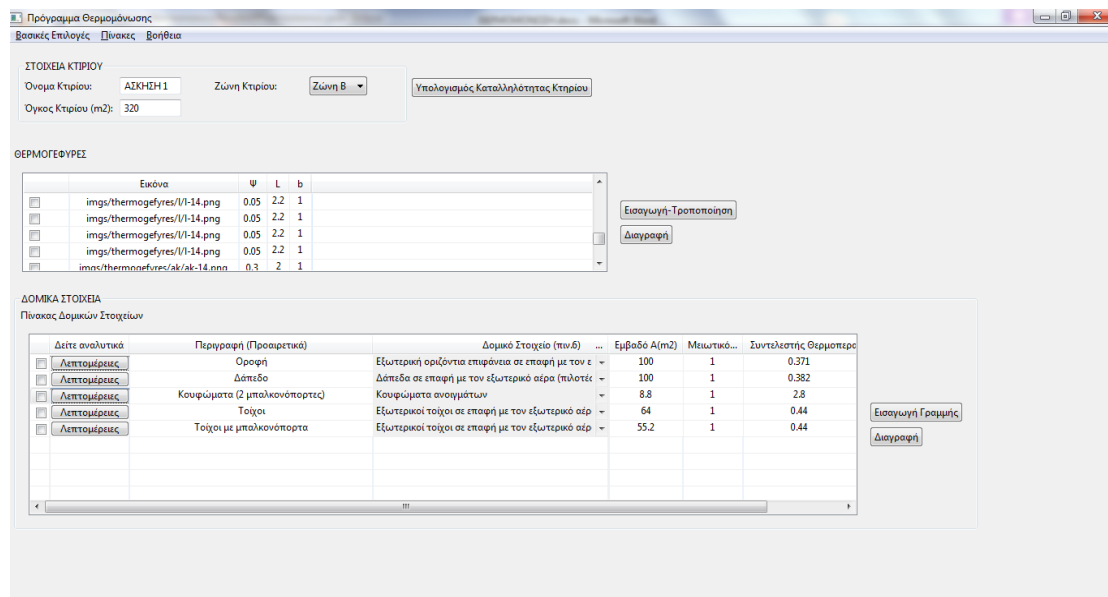 Πρόγραμμα Θερμομόνωσης
Βασικές Επιλογές Πίνακες Βοήθεια
ΣΤΟΙΧΕΙΑ ΚΤΙΡΙΟΥ
Όνομα Κτιρίου: ΑΣΚΗΣΗ 1 Ζώνη Κτιρίου: Ζώνη Β Υπολογισμός Καταλληλότητας Κτηρίου
Όγκος Κτιρίου (m2): 320
ΘΕΡΜΟΓΕΦΥΡΕΣ
Εικόνα Ψ L b
imgs/thermogefyres/l/l-14.png 0.05 2.2 1
imgs/thermogefyres/l/l-14.png 0.05 2.2 1
imgs/thermogefyres/l/l-14.png 0.05 2.2 1
imgs/thermogefyres/l/l-14.png 0.05 2.2 1
imgs/thermogefyres/ak/ak-14.png 0.3 2 1
Εισαγωγή-Τροποποίηση
Διαγραφή
ΔΟΜΙΚΑ ΣΤΟΙΧΕΙΑ
Πίνακας Δομικών Στοιχείων
Δείτε αναλυτικά Περιγραφή (Προαιρετικά) Δομικό Στοιχείο (πιν.6) ... Εμβαδό A(m2) Μειωτικό... Συντελεστής Θερμοπερα
Λεπτομέρειες Οροφή Εξωτερική οριζόντια επιφάνεια σε επαφή με τον ε 100 1 0.371
Λεπτομέρειες Δάπεδο Δάπεδα σε επαφή με τον εξωτερικό αέρα (πιλοτές 100 1 0.382
Λεπτομέρειες Κουφώματα (2 μπαλκονόπορτες) Κουφώματα ανοιγμάτων 8.8 1 2.8
Λεπτομέρειες Τοίχοι Εξωτερικοί τοίχοι σε επαφή με τον εξωτερικό αέρ 64 1 0.44
Λεπτομέρειες Τοίχοι με μπαλκονόπορτα Εξωτερικοί τοίχοι σε επαφή με τον εξωτερικό αέρ 55.2 1 0.44
Εισαγωγή Γραμμής
Διαγραφή